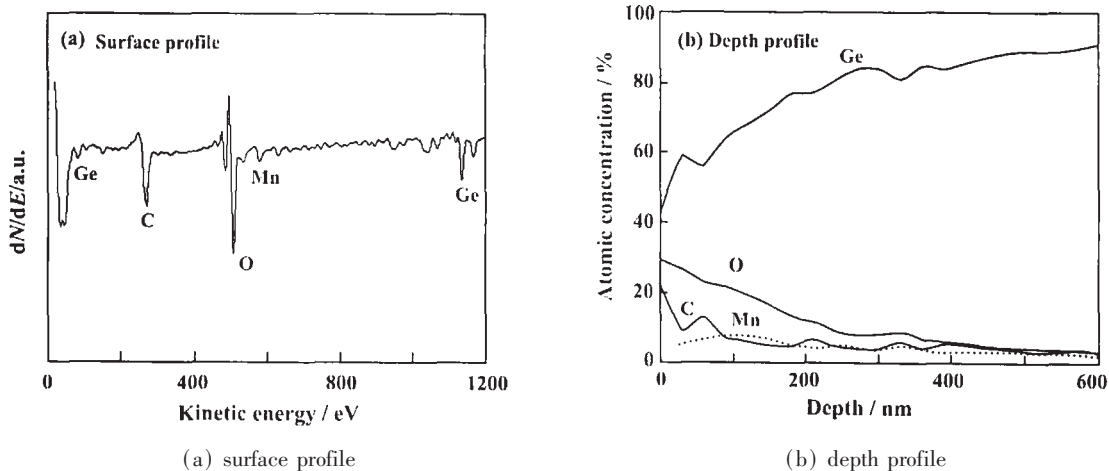 (a) Surface profile
Ge
C
O
Mn
Ge
dN/dE/a.u.
0 400 800 1200
Kinetic energy / eV
(a) surface profile
(b) Depth profile
Ge
O
C
Mn
Atomic concentration / %
100
80
60
40
20
0
0 200 400 600
Depth / nm
(b) depth profile